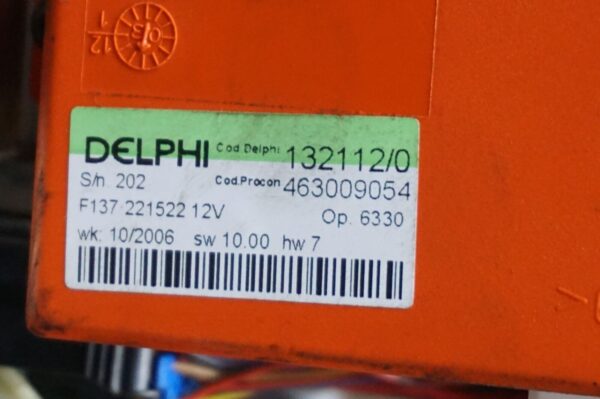 DELPHI Cod Delphi 132112/0
S/n. 202 Cod.Procon 463009054
F137 221522 12V Op. 6330
wk: 10/2006 sw 10.00 hw 7